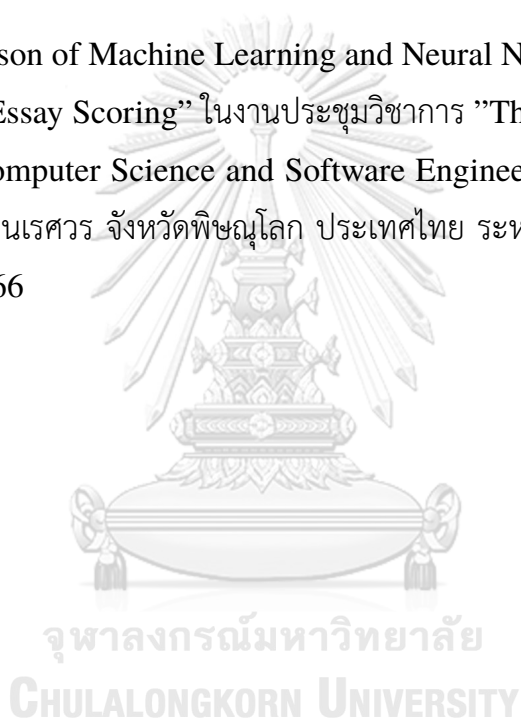 son of Machine Learning and Neural N
Essay Scoring” ในงานประชุมวิชาการ ”Th
omputer Science and Software Enginee
นเรศวร จังหวัดพิษณุโลก ประเทศไทย ระห
66
จุฬาลงกรณ์มหาวิทยาลัย
CHULALONGKORN UNIVERSITY